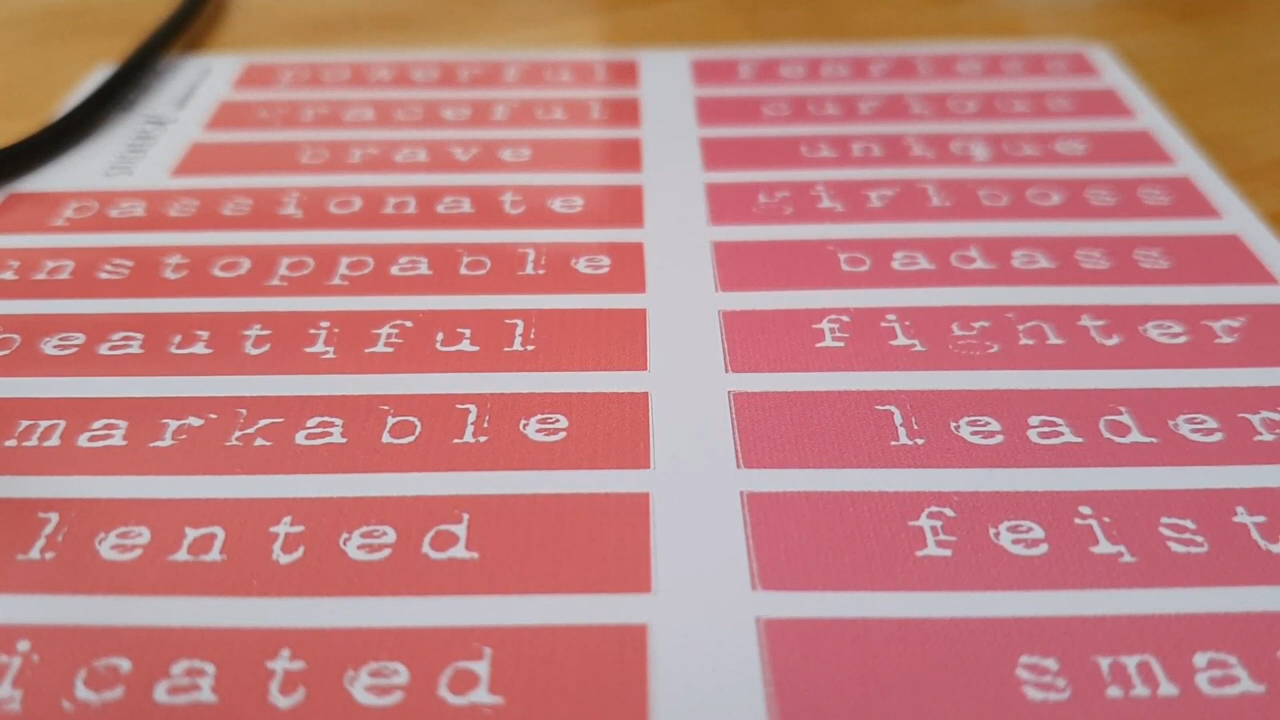 powerful
graceful
brave
passionate
unstoppable
beautiful
markable
lented
icated
fearless
curious
unique
girlboss
badass
fighter
leader
feist
sma